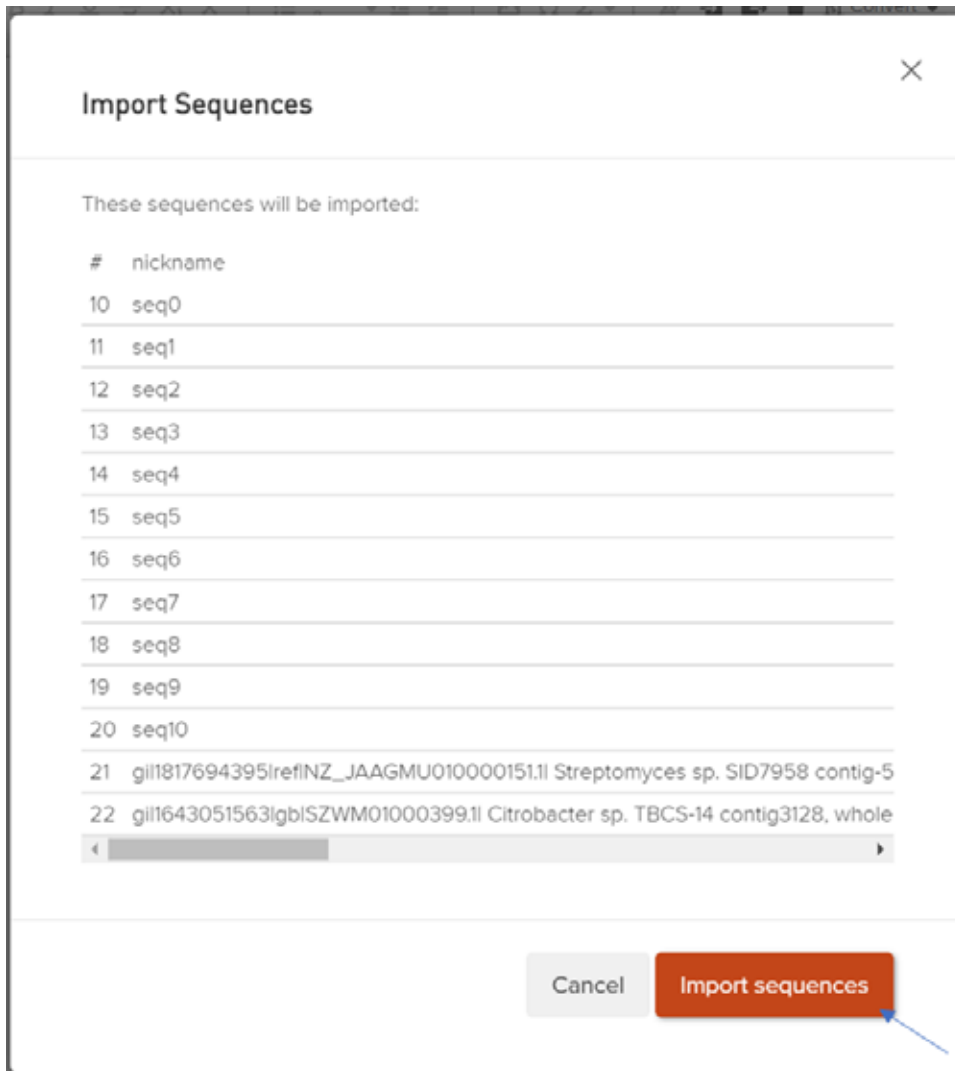 Convert
Import Sequences
These sequences will be imported:
# nickname
10 seq0
11 seq1
12 seq2
13 seq3
14 seq4
15 seq5
16 seq6
17 seq7
18 seq8
19 seq9
20 seq10
21 gi|1817694395|ref|NZ_JAAGMU010000151.1| Streptomyces sp. SID7958 contig-5
22 gi|1643051563|gb|SZWM01000399.1| Citrobacter sp. TBCS-14 contig3128, whole
Cancel
Import sequences